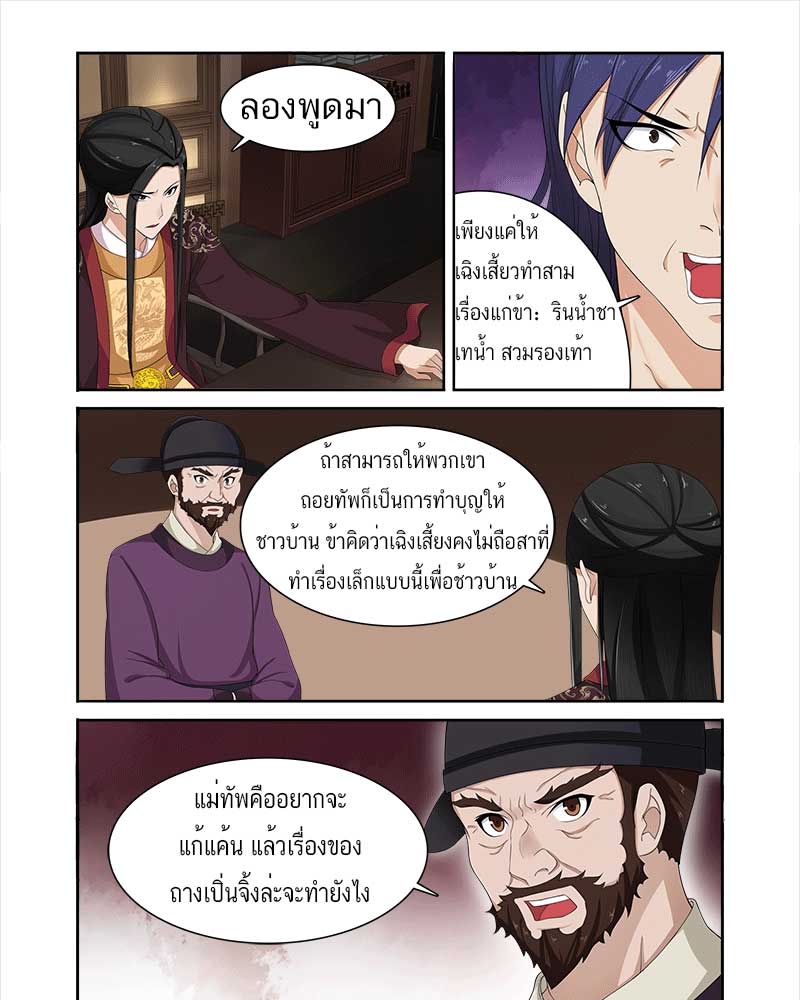 ลองพูดมา
เพียงแค่ให้
เฉิงเสี้ยวทำสาม
เรื่องแก่ข้า: รินน้ำชา
เทน้ำ สวมรองเท้า
ถ้าสามารถให้พวกเขา
ถอยทัพก็เป็นการทำบุญให้
ชาวบ้าน ข้าคิดว่าเฉิงเสี้ยงคงไม่ถือสาที่
ทำเรื่องเล็กแบบนี้เพื่อช้าวบ้าน
แม่ทัพคืออยากจะ
แก้แค้น แล้วเรื่องของ
ถางเปิ่นจิ้งล่ะจะทำยังไง